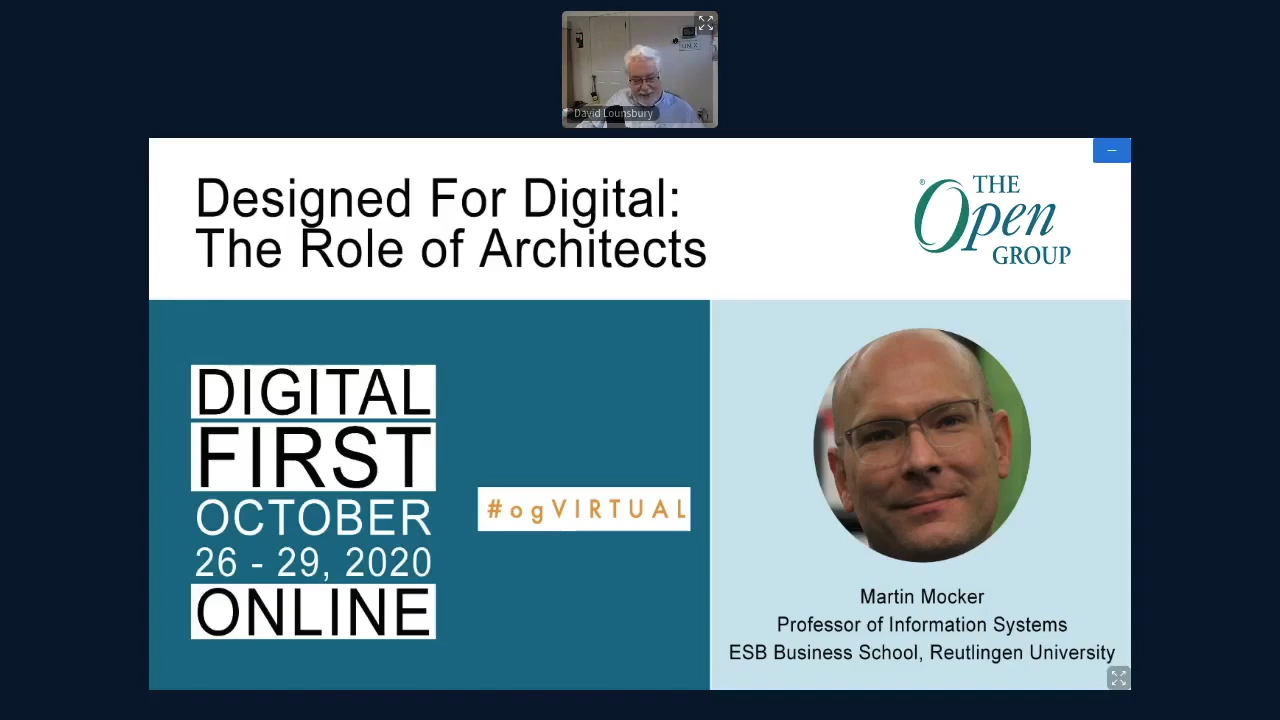 UNIX
David Lounsbury
Designed For Digital:
The Role of Architects
® THE
Open
GROUP
DIGITAL
FIRST
OCTOBER
26 - 29, 2020
ONLINE
#ogVIRTUAL
Martin Mocker
Professor of Information Systems
ESB Business School, Reutlingen University